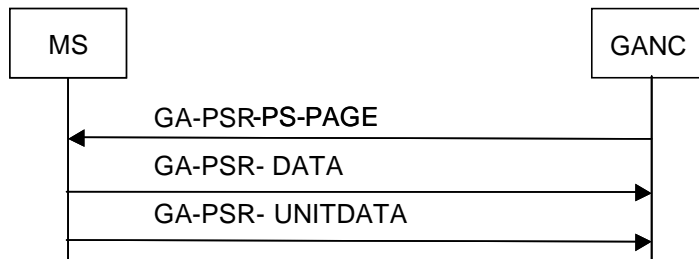 MS
GANC
GA-PSR-PS-PAGE
GA-PSR- DATA
GA-PSR- UNITDATA